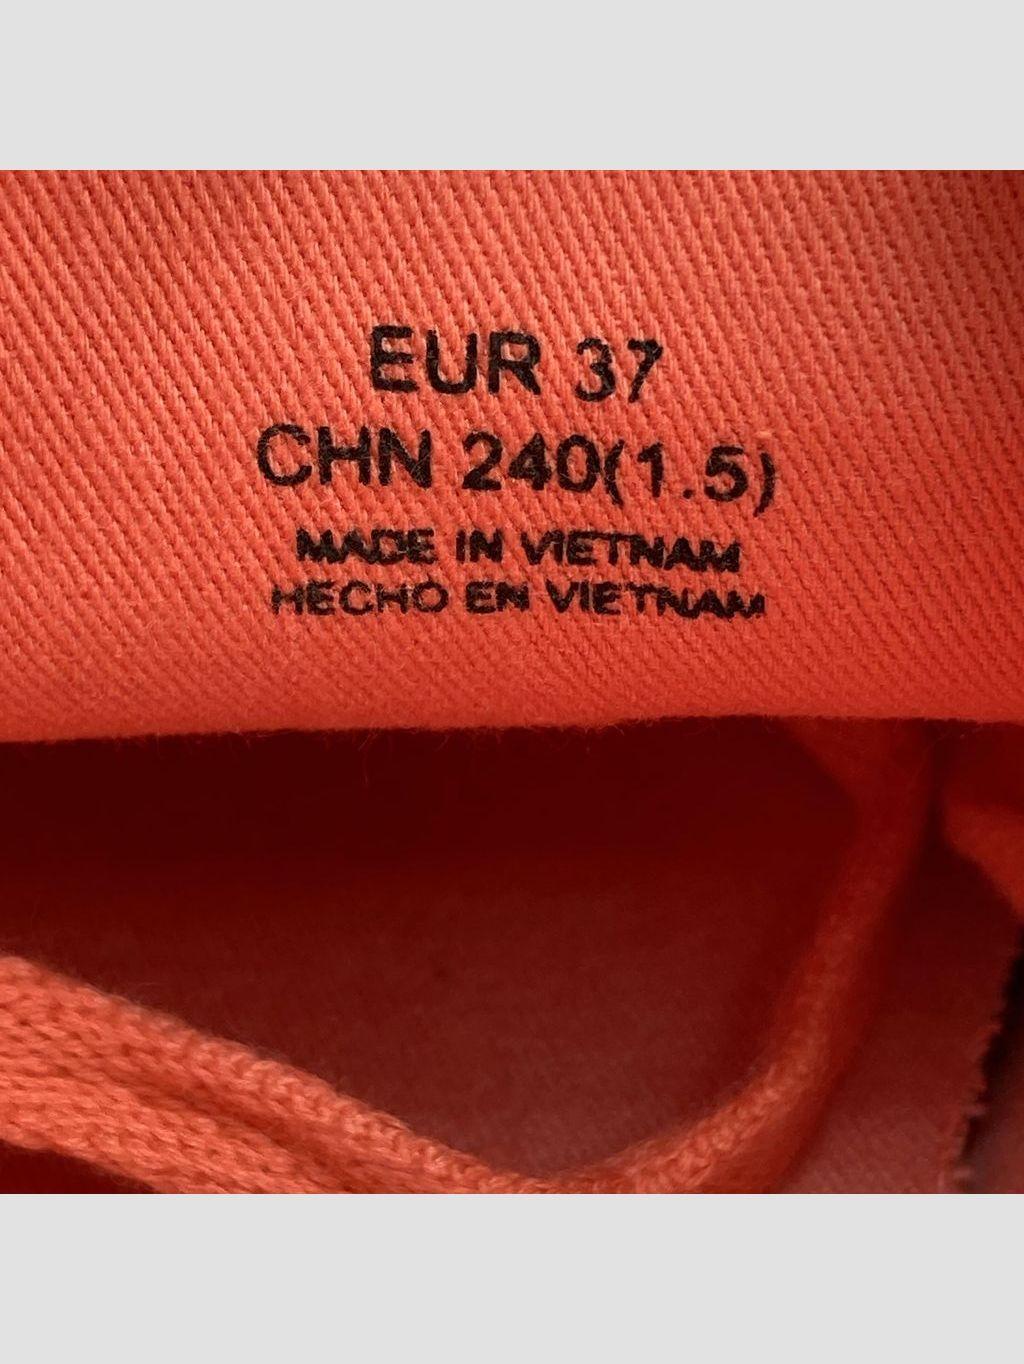 EUR 37
CHN 240(1.5)
MADE IN VIETNAM
HECHO EN VIETNAM